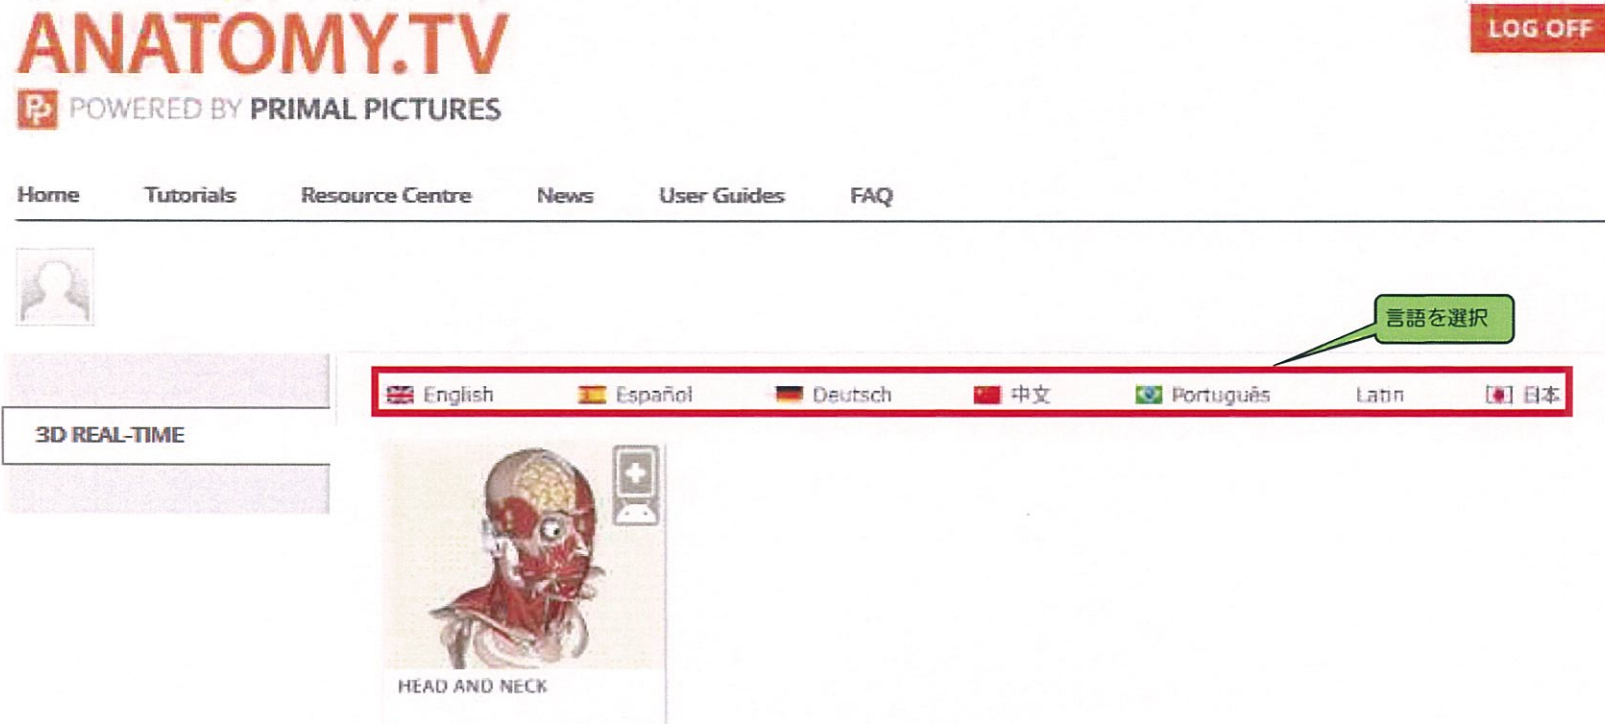 ANATOMY.TV
LOG OFF
POWERED BY PRIMAL PICTURES
Home Tutorials Resource Centre News User Guides FAQ
言語を選択
English Español Deutsch 中文 Português Latin 日本
3D REAL-TIME
HEAD AND NECK